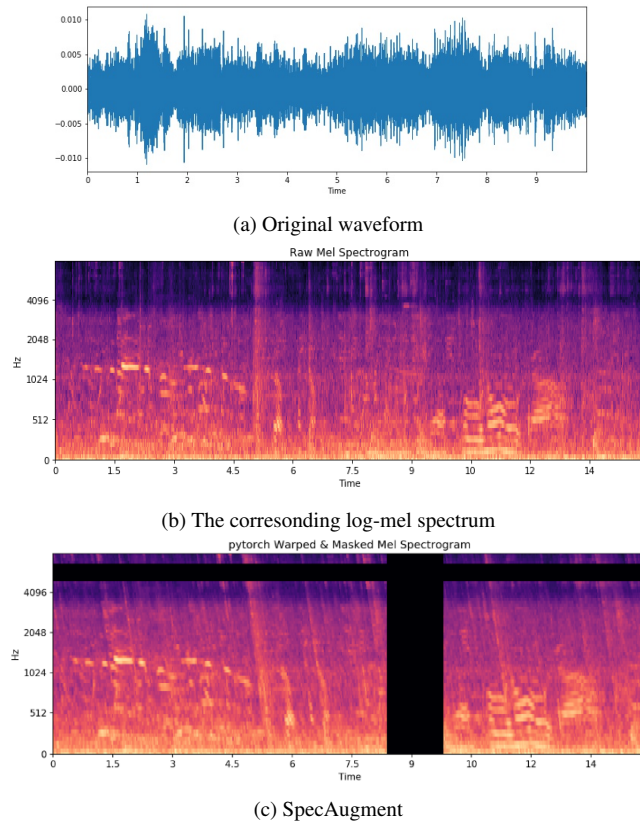 0.010
0.005
0.000
−0.005
−0.010
0 1 2 3 4 5 6 7 8 9
Time
(a) Original waveform
Raw Mel Spectrogram
4096
2048
1024
512
0
Hz
0 1.5 3 4.5 6 7.5 9 10 12 14
Time
(b) The corresonding log-mel spectrum
pytorch Warped & Masked Mel Spectrogram
4096
2048
1024
512
0
Hz
0 1.5 3 4.5 6 7.5 9 10 12 14
Time
(c) SpecAugment